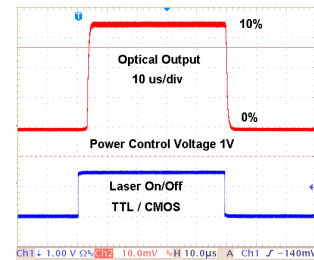 T
10%
Optical Output
10 us/div
0%
Power Control Voltage 1V
Laser On/Off
TTL / CMOS
Ch1↓ 1.00 V Ω Ch2 10.0mV H 10.0µs A Ch1 ƒ -140mV